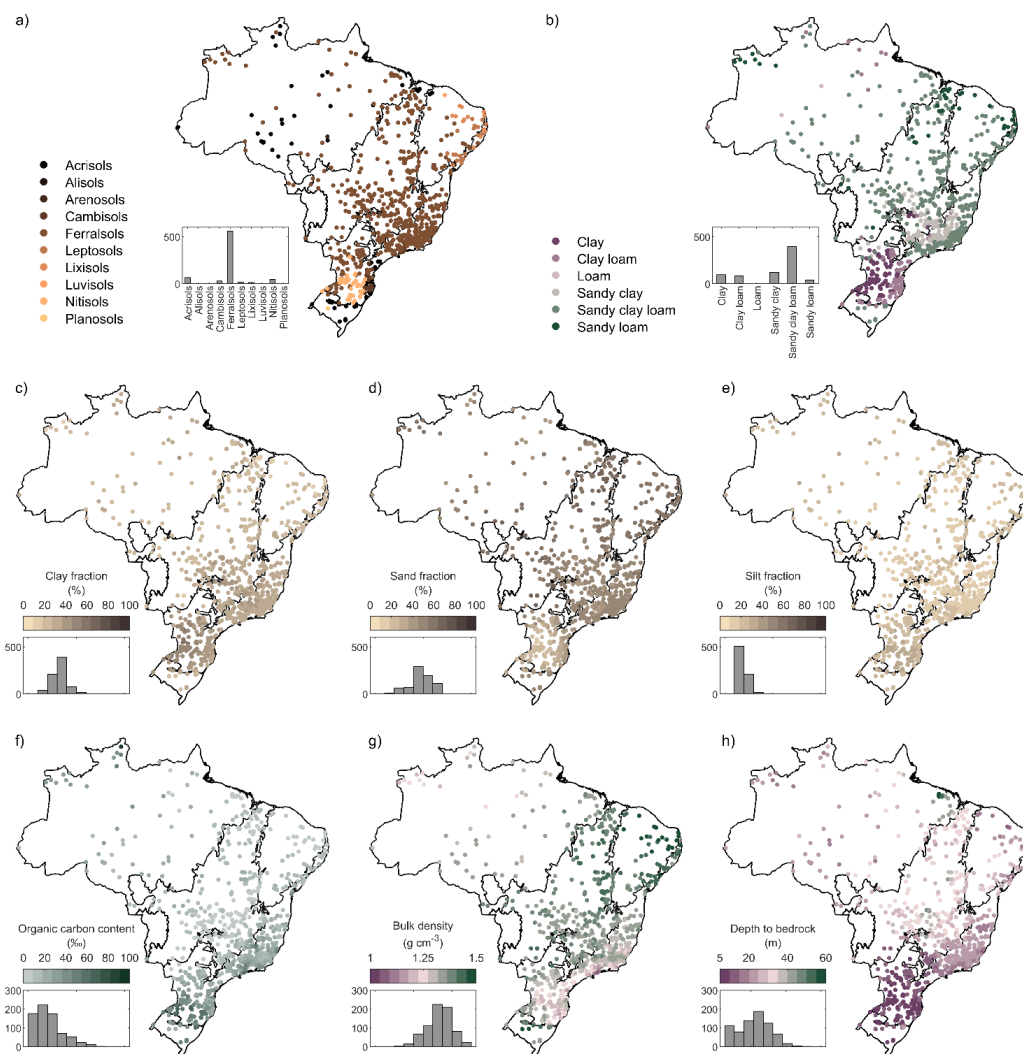 a)
Acrisols
Alisols
Arenosols
Cambisols
Ferralsols
Leptosols
Lixisols
Luvisols
Nitisols
Planosols
500
0
Acrisols
Alisols
Arenosols
Cambisols
Ferralsols
Leptosols
Lixisols
Luvisols
Nitisols
Planosols
b)
Clay
Clay loam
Loam
Sandy clay
Sandy clay loam
Sandy loam
500
0
Clay
Clay loam
Loam
Sandy clay
Sandy clay loam
Sandy loam
c)
Clay fraction
(%)
0 20 40 60 80 100
500
0
d)
Sand fraction
(%)
0 20 40 60 80 100
500
0
e)
Silt fraction
(%)
0 20 40 60 80 100
500
0
f)
Organic carbon content
(‰)
0 20 40 60 80 100
300
200
100
0
g)
Bulk density
(g cm⁻³)
1 1.25 1.5
300
200
100
0
h)
Depth to bedrock
(m)
5 20 40 60
300
200
100
0